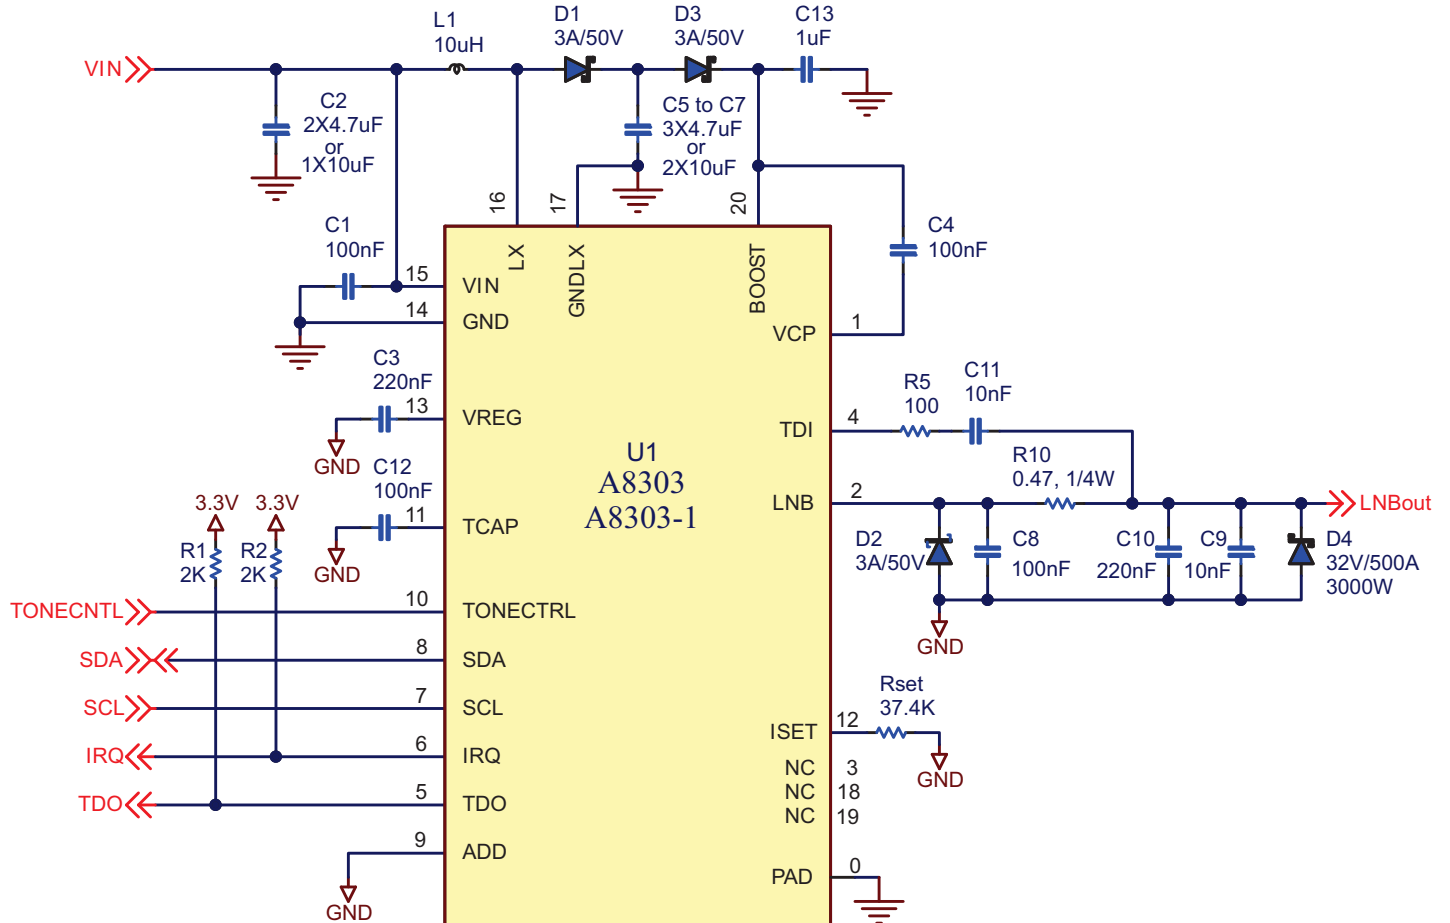 L1
10uH
D1
3A/50V
D3
3A/50V
C13
1uF
VIN
C2
2X4.7uF
or
1X10uF
C5 to C7
3X4.7uF
or
2X10uF
16
17
20
C1
100nF
C4
100nF
LX
GNDLX
BOOST
15
VIN
14
GND
VCP
1
C3
220nF
13
VREG
GND
C12
100nF
11
TCAP
GND
R5
100
C11
10nF
TDI
4
U1
A8303
A8303-1
R10
0.47, 1/4W
LNB
2
LNBout
D2
3A/50V
C8
100nF
C10
220nF
C9
10nF
D4
32V/500A
3000W
GND
3.3V
3.3V
R1
2K
R2
2K
TONECNTL
10
TONECTRL
SDA
8
SDA
SCL
7
SCL
IRQ
6
IRQ
TDO
5
TDO
9
ADD
GND
Rset
37.4K
ISET
12
GND
NC
3
NC
18
NC
19
PAD
0